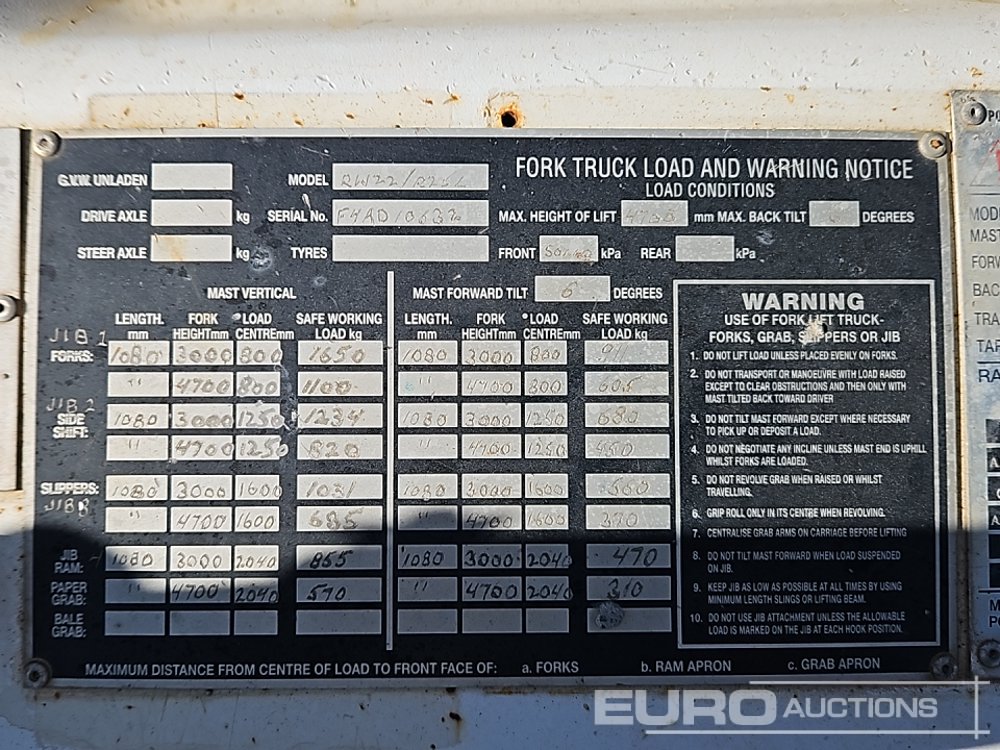 FORK TRUCK LOAD AND WARNING NOTICE
LOAD CONDITIONS
G.V.W. UNLADEN
MODEL
DRIVE AXLE kg SERIAL No. MAX. HEIGHT OF LIFT 4700 mm MAX. BACK TILT DEGREES
STEER AXLE kg TYRES FRONT kPa REAR kPa
MAST VERTICAL MAST FORWARD TILT 6 DEGREES
LENGTH. mm FORK HEIGHTmm •LOAD CENTREmm SAFE WORKING LOAD kg LENGTH. mm FORK HEIGHTmm •LOAD CENTREmm SAFE WORKING LOAD kg
JIB 1
FORKS: 1080 3000 800 1650 1080 3000 800 911
" 4700 800 1100 " 4700 800 605
JIB 2
SIDE SHIFT: 1080 3000 1250 1234 1080 3000 1250 680
" 4700 1250 820 " 4700 1250 450
SLIPPERS: 1080 3000 1600 1031 1080 3000 1600 560
" 4700 1600 685 " 4700 1600 370
JIB RAM: 1080 3000 2040 855 1080 3000 2040 470
PAPER GRAB: " 4700 2040 570 " 4700 2040 310
BALE GRAB:
WARNING
USE OF FORK LIFT TRUCK-
FORKS, GRAB, SLIPPERS OR JIB
1. DO NOT LIFT LOAD UNLESS PLACED EVENLY ON FORKS.
2. DO NOT TRANSPORT OR MANOEUVRE WITH LOAD RAISED
EXCEPT TO CLEAR OBSTRUCTIONS AND THEN ONLY WITH
MAST TILTED BACK TOWARD DRIVER
3. DO NOT TILT MAST FORWARD EXCEPT WHERE NECESSARY
TO PICK UP OR DEPOSIT A LOAD.
4. DO NOT NEGOTIATE ANY INCLINE UNLESS MAST END IS UPHILL
WHILST FORKS ARE LOADED.
5. DO NOT REVOLVE GRAB WHEN RAISED OR WHILST
TRAVELLING.
6. GRIP ROLL ONLY IN ITS CENTRE WHEN REVOLVING.
7. CENTRALISE GRAB ARMS ON CARRIAGE BEFORE LIFTING
8. DO NOT TILT MAST FORWARD WHEN LOAD SUSPENDED
ON JIB.
9. KEEP JIB AS LOW AS POSSIBLE AT ALL TIMES BY USING
MINIMUM LENGTH SLINGS OR LIFTING BEAM.
10. DO NOT USE JIB ATTACHMENT UNLESS THE ALLOWABLE
LOAD IS MARKED ON THE JIB AT EACH HOOK POSITION.
MAXIMUM DISTANCE FROM CENTRE OF LOAD TO FRONT FACE OF: a. FORKS b. RAM APRON c. GRAB APRON
EURO AUCTIONS